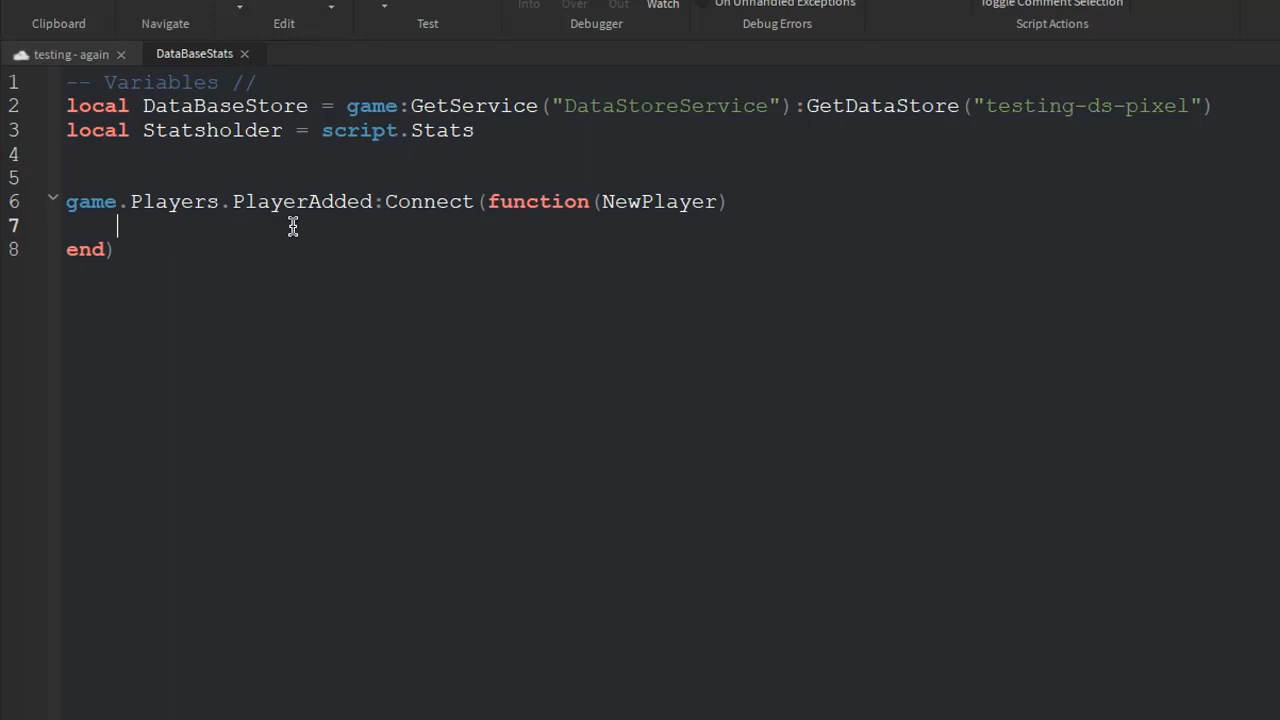 Into Over Out Watch On Unhandled Exceptions Toggle Comment Selection
Clipboard Navigate Edit Test Debugger Debug Errors Script Actions
testing - again DataBaseStats
1 -- Variables //
2 local DataBaseStore = game:GetService("DataStoreService"):GetDataStore("testing-ds-pixel")
3 local Statsholder = script.Stats
4
5
6 game.Players.PlayerAdded:Connect(function(NewPlayer)
7
8 end)